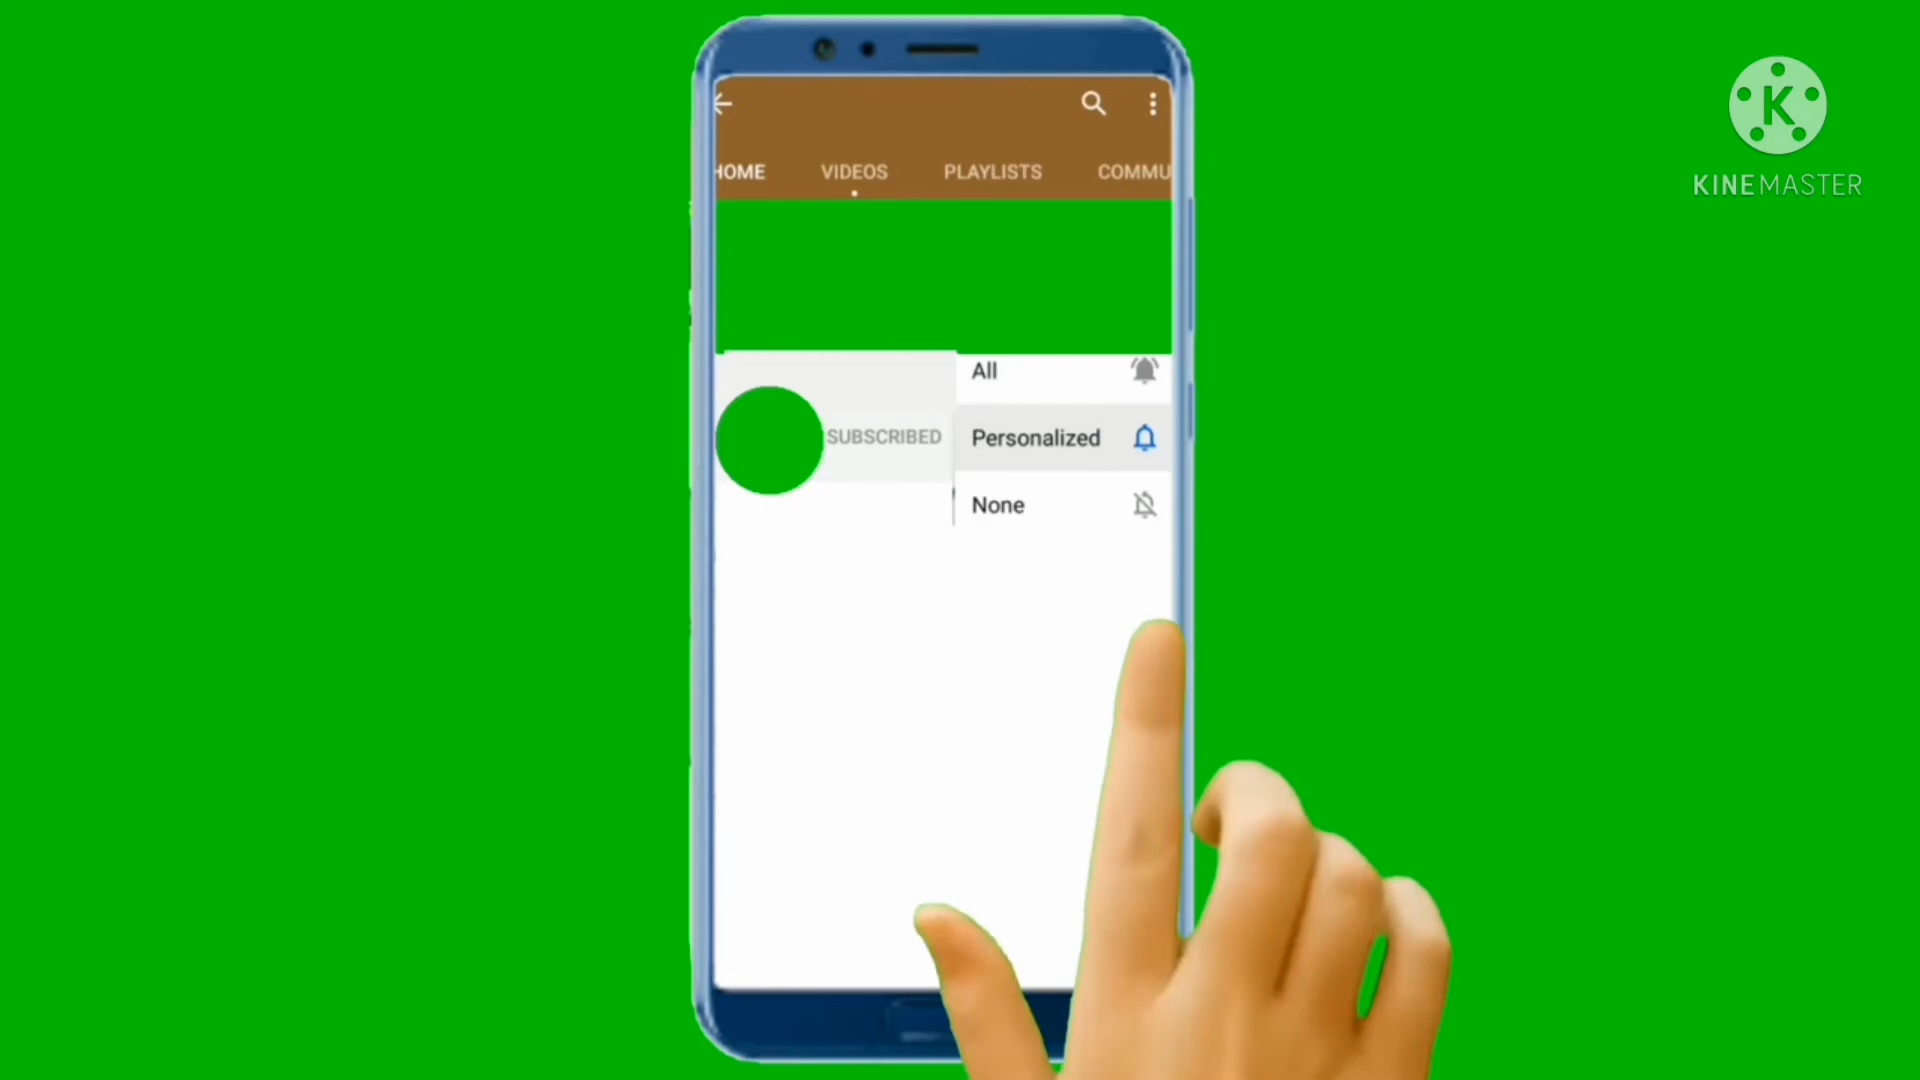 HOME VIDEOS PLAYLISTS COMMU
K
KINEMASTER
All
SUBSCRIBED
Personalized
None